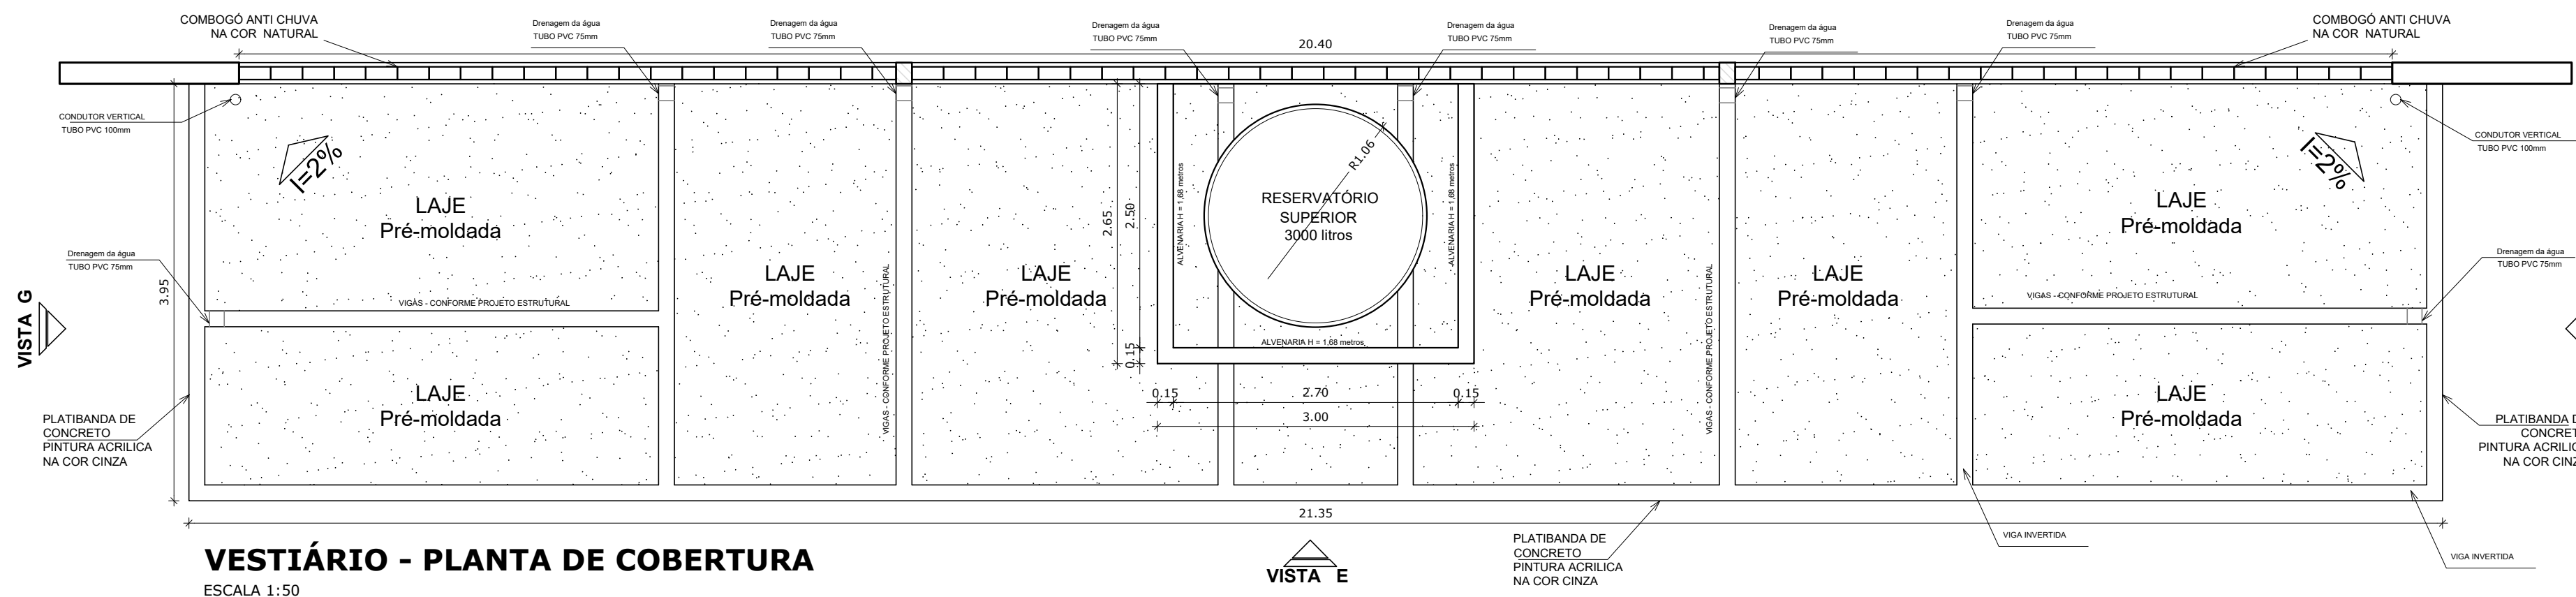 COMBOGÓ ANTI CHUVA
NA COR NATURAL
Drenagem da água
TUBO PVC 75mm
Drenagem da água
TUBO PVC 75mm
Drenagem da água
TUBO PVC 75mm
20.40
Drenagem da água
TUBO PVC 75mm
Drenagem da água
TUBO PVC 75mm
Drenagem da água
TUBO PVC 75mm
COMBOGÓ ANTI CHUVA
NA COR NATURAL
CONDUTOR VERTICAL
TUBO PVC 100mm
I=2%
LAJE
Pré-moldada
Drenagem da água
TUBO PVC 75mm
3.95
VIGAS - CONFORME PROJETO ESTRUTURAL
VISTA G
LAJE
Pré-moldada
PLATIBANDA DE
CONCRETO
PINTURA ACRILICA
NA COR CINZA
LAJE
Pré-moldada
VIGAS - CONFORME PROJETO ESTRUTURAL
LAJE
Pré-moldada
2.65
2.50
0.15
ALVENARIA H = 1,68 metros
R1.06
RESERVATÓRIO
SUPERIOR
3000 litros
ALVENARIA H = 1,68 metros
ALVENARIA H = 1,68 metros
0.15
2.70
0.15
3.00
LAJE
Pré-moldada
VIGAS - CONFORME PROJETO ESTRUTURAL
LAJE
Pré-moldada
I=2%
LAJE
Pré-moldada
VIGAS - CONFORME PROJETO ESTRUTURAL
LAJE
Pré-moldada
CONDUTOR VERTICAL
TUBO PVC 100mm
Drenagem da água
TUBO PVC 75mm
PLATIBANDA D
CONCRET
PINTURA ACRILIC
NA COR CINZ
21.35
VESTIÁRIO - PLANTA DE COBERTURA
ESCALA 1:50
VISTA E
PLATIBANDA DE
CONCRETO
PINTURA ACRILICA
NA COR CINZA
VIGA INVERTIDA
VIGA INVERTIDA